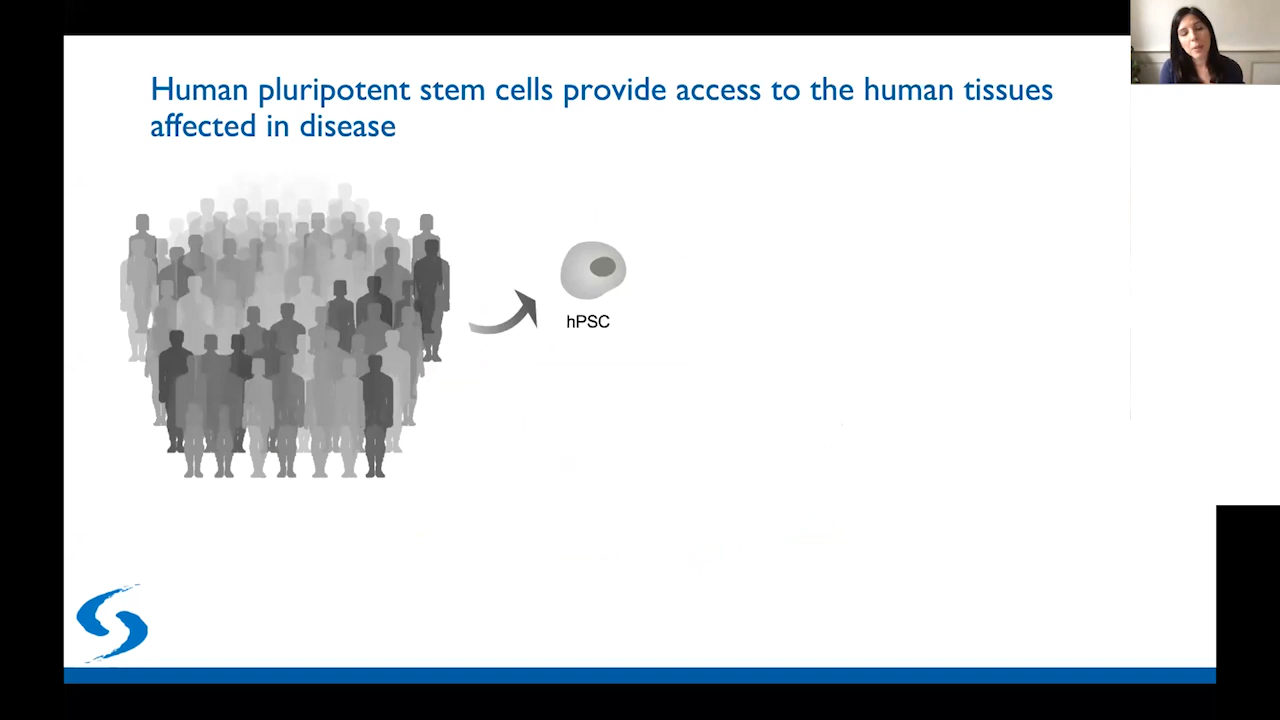 Human pluripotent stem cells provide access to the human tissues
affected in disease
hPSC